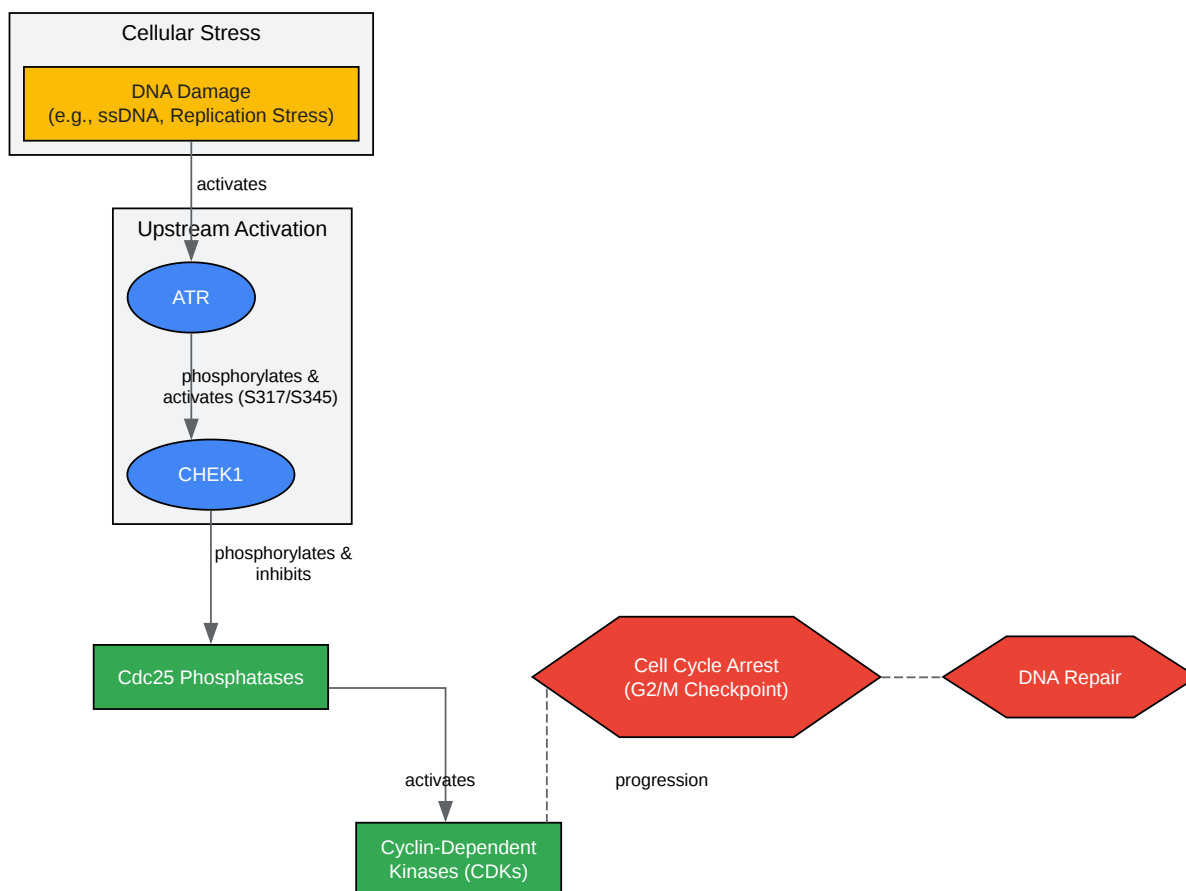 Cellular Stress
DNA Damage
(e.g., ssDNA, Replication Stress)
activates
Upstream Activation
ATR
phosphorylates &
activates (S317/S345)
CHEK1
phosphorylates &
inhibits
Cdc25 Phosphatases
Cell Cycle Arrest
(G2/M Checkpoint)
DNA Repair
activates
progression
Cyclin-Dependent
Kinases (CDKs)